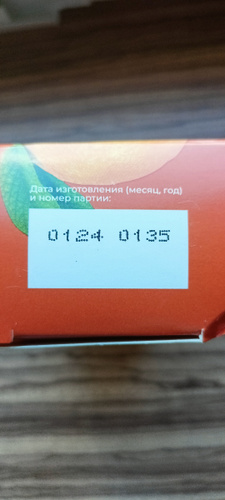 Дата изготовления (месяц, год)
и номер партии:
0124 0135